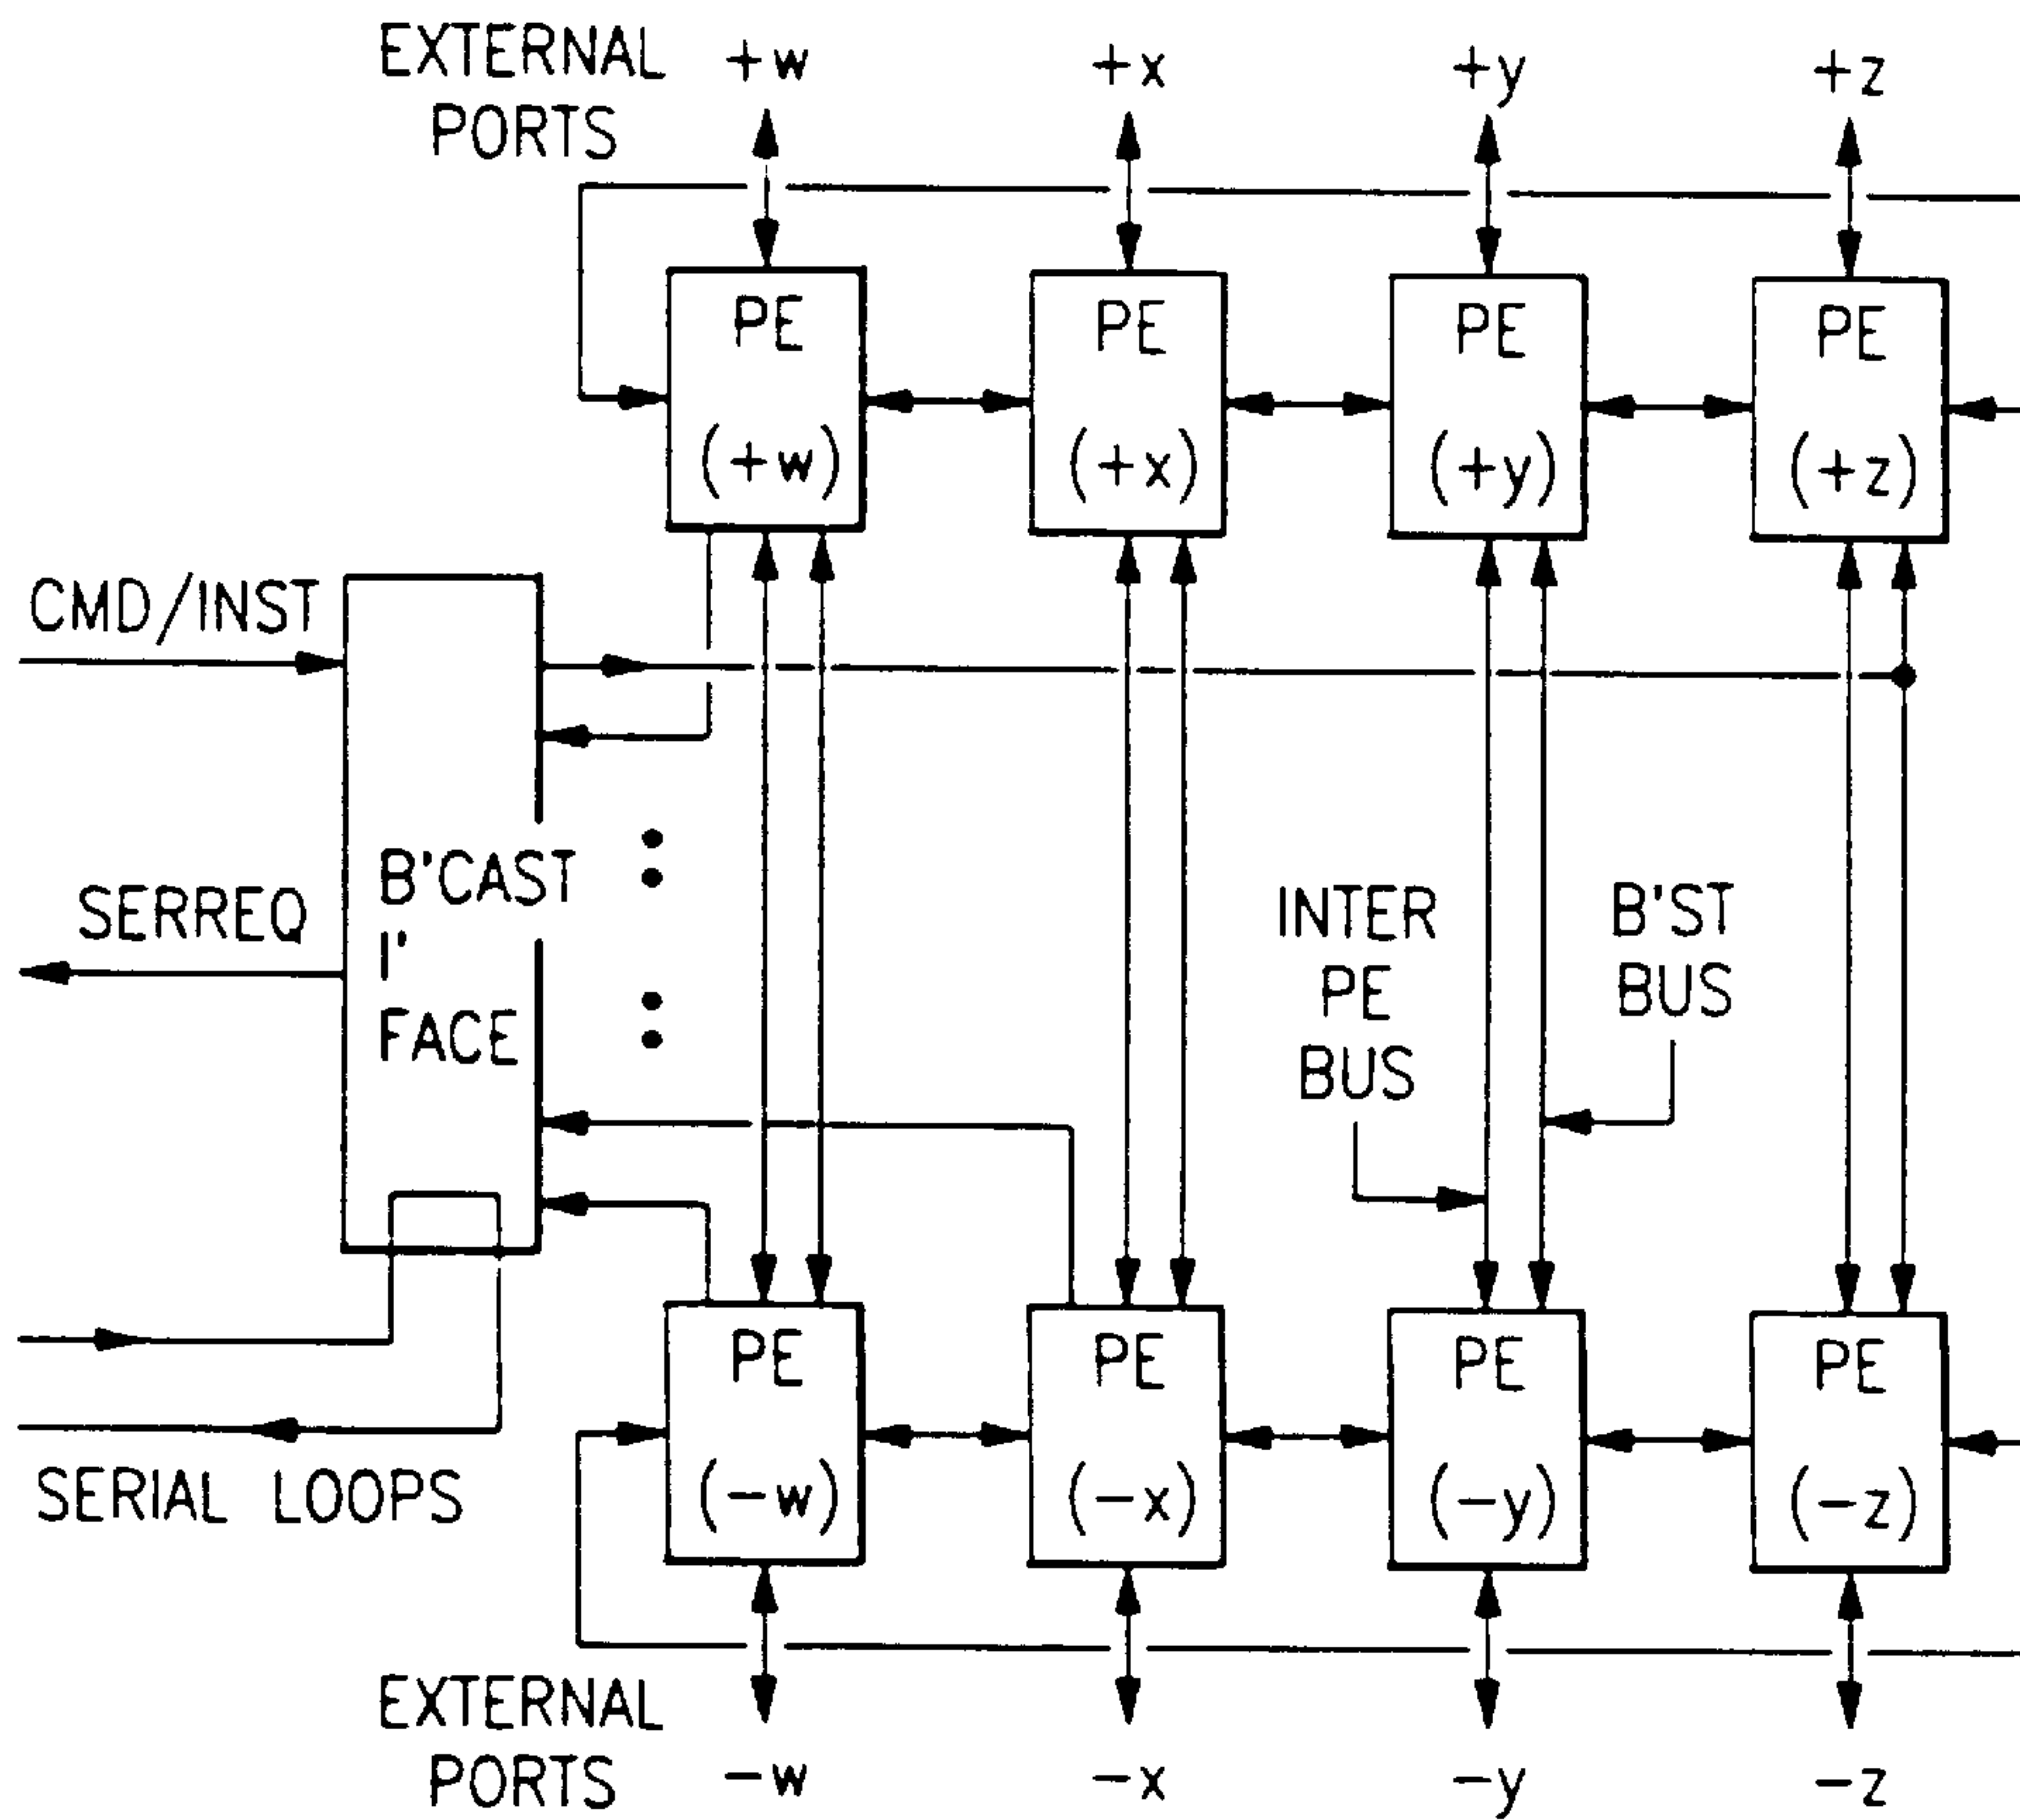 EXTERNAL PORTS
+w +x +y +z
PE (+w)
PE (+x)
PE (+y)
PE (+z)
CMD/INST
SERREQ
B'CAST
I'
FACE
INTER
PE
BUS
B'ST
BUS
SERIAL LOOPS
PE (-w)
PE (-x)
PE (-y)
PE (-z)
EXTERNAL PORTS
-w -x -y -z